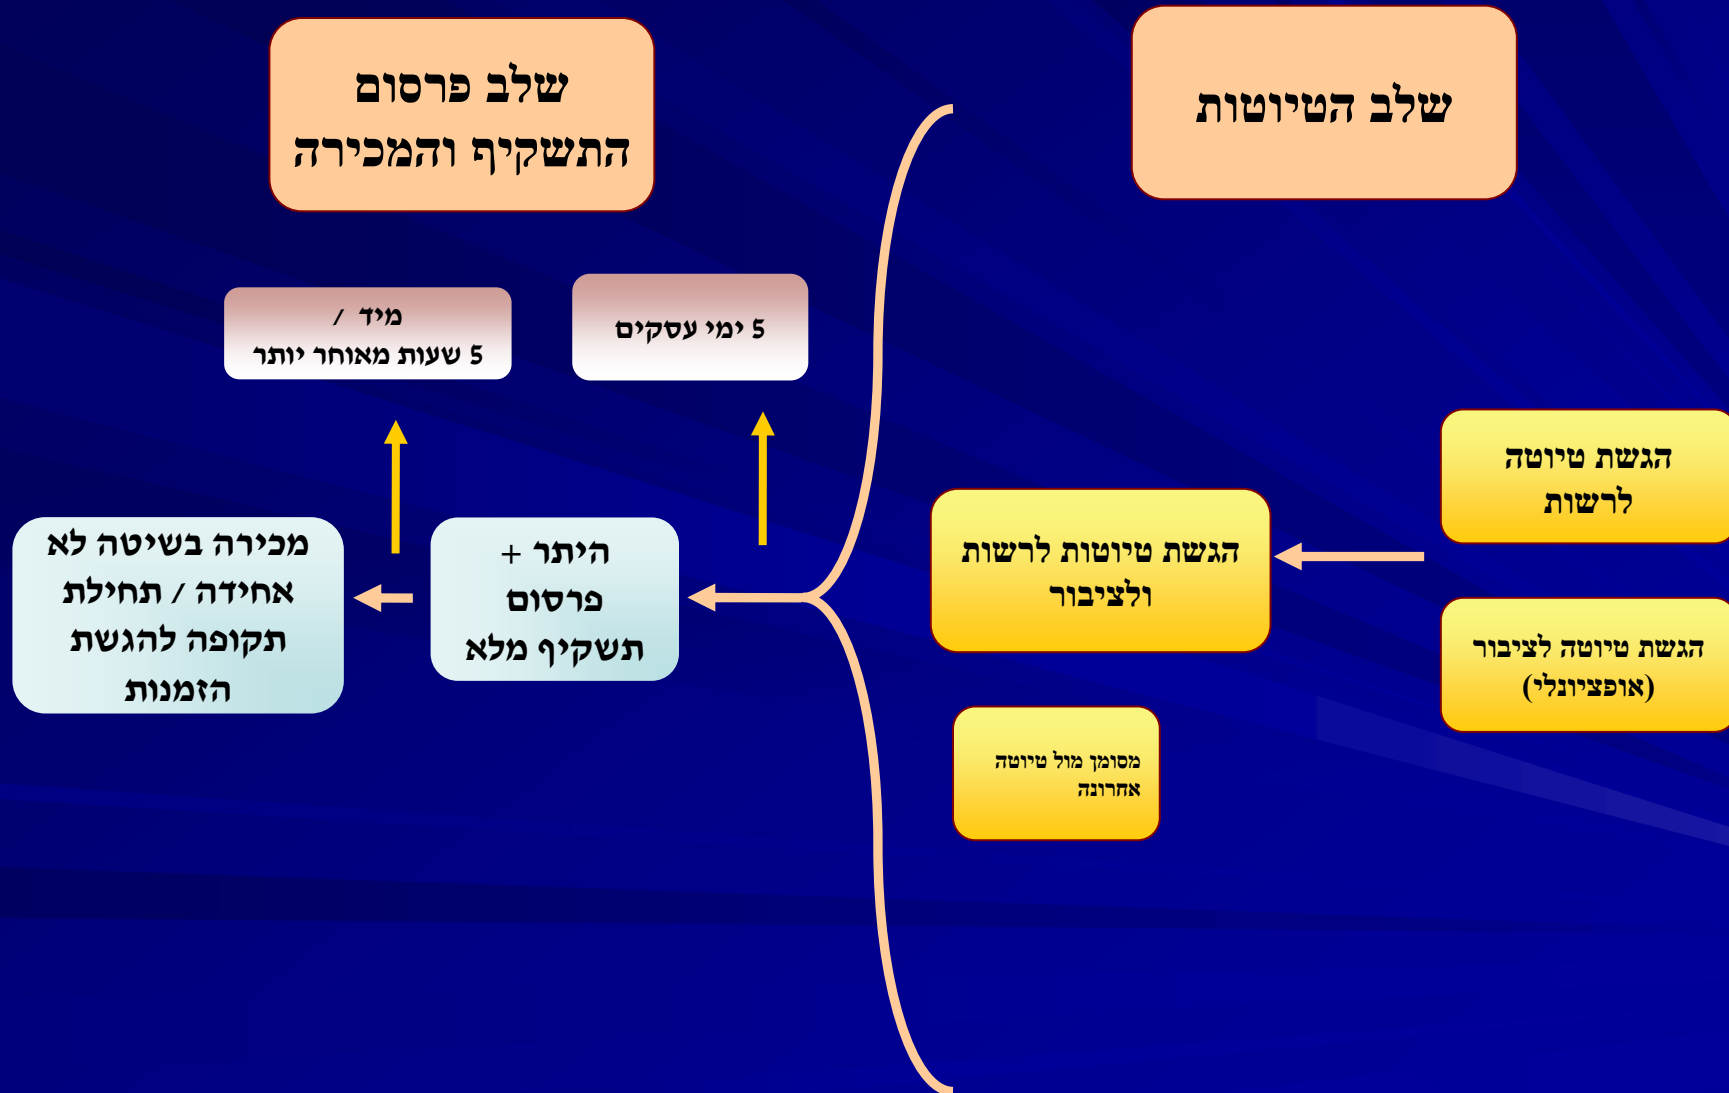 שלב הטיוטות
הגשת טיוטה
לרשות
הגשת טיוטה לציבור
(אופציונלי)
הגשת טיוטות לרשות
ולציבור
מסומן מול טיוטה
אחרונה
שלב פרסום
התשקיף והמכירה
5 ימי עסקים
מיד /
5 שעות מאוחר יותר
היתר +
פרסום
תשקיף מלא
מכירה בשיטה לא
אחידה / תחילת
תקופה להגשת
הזמנות